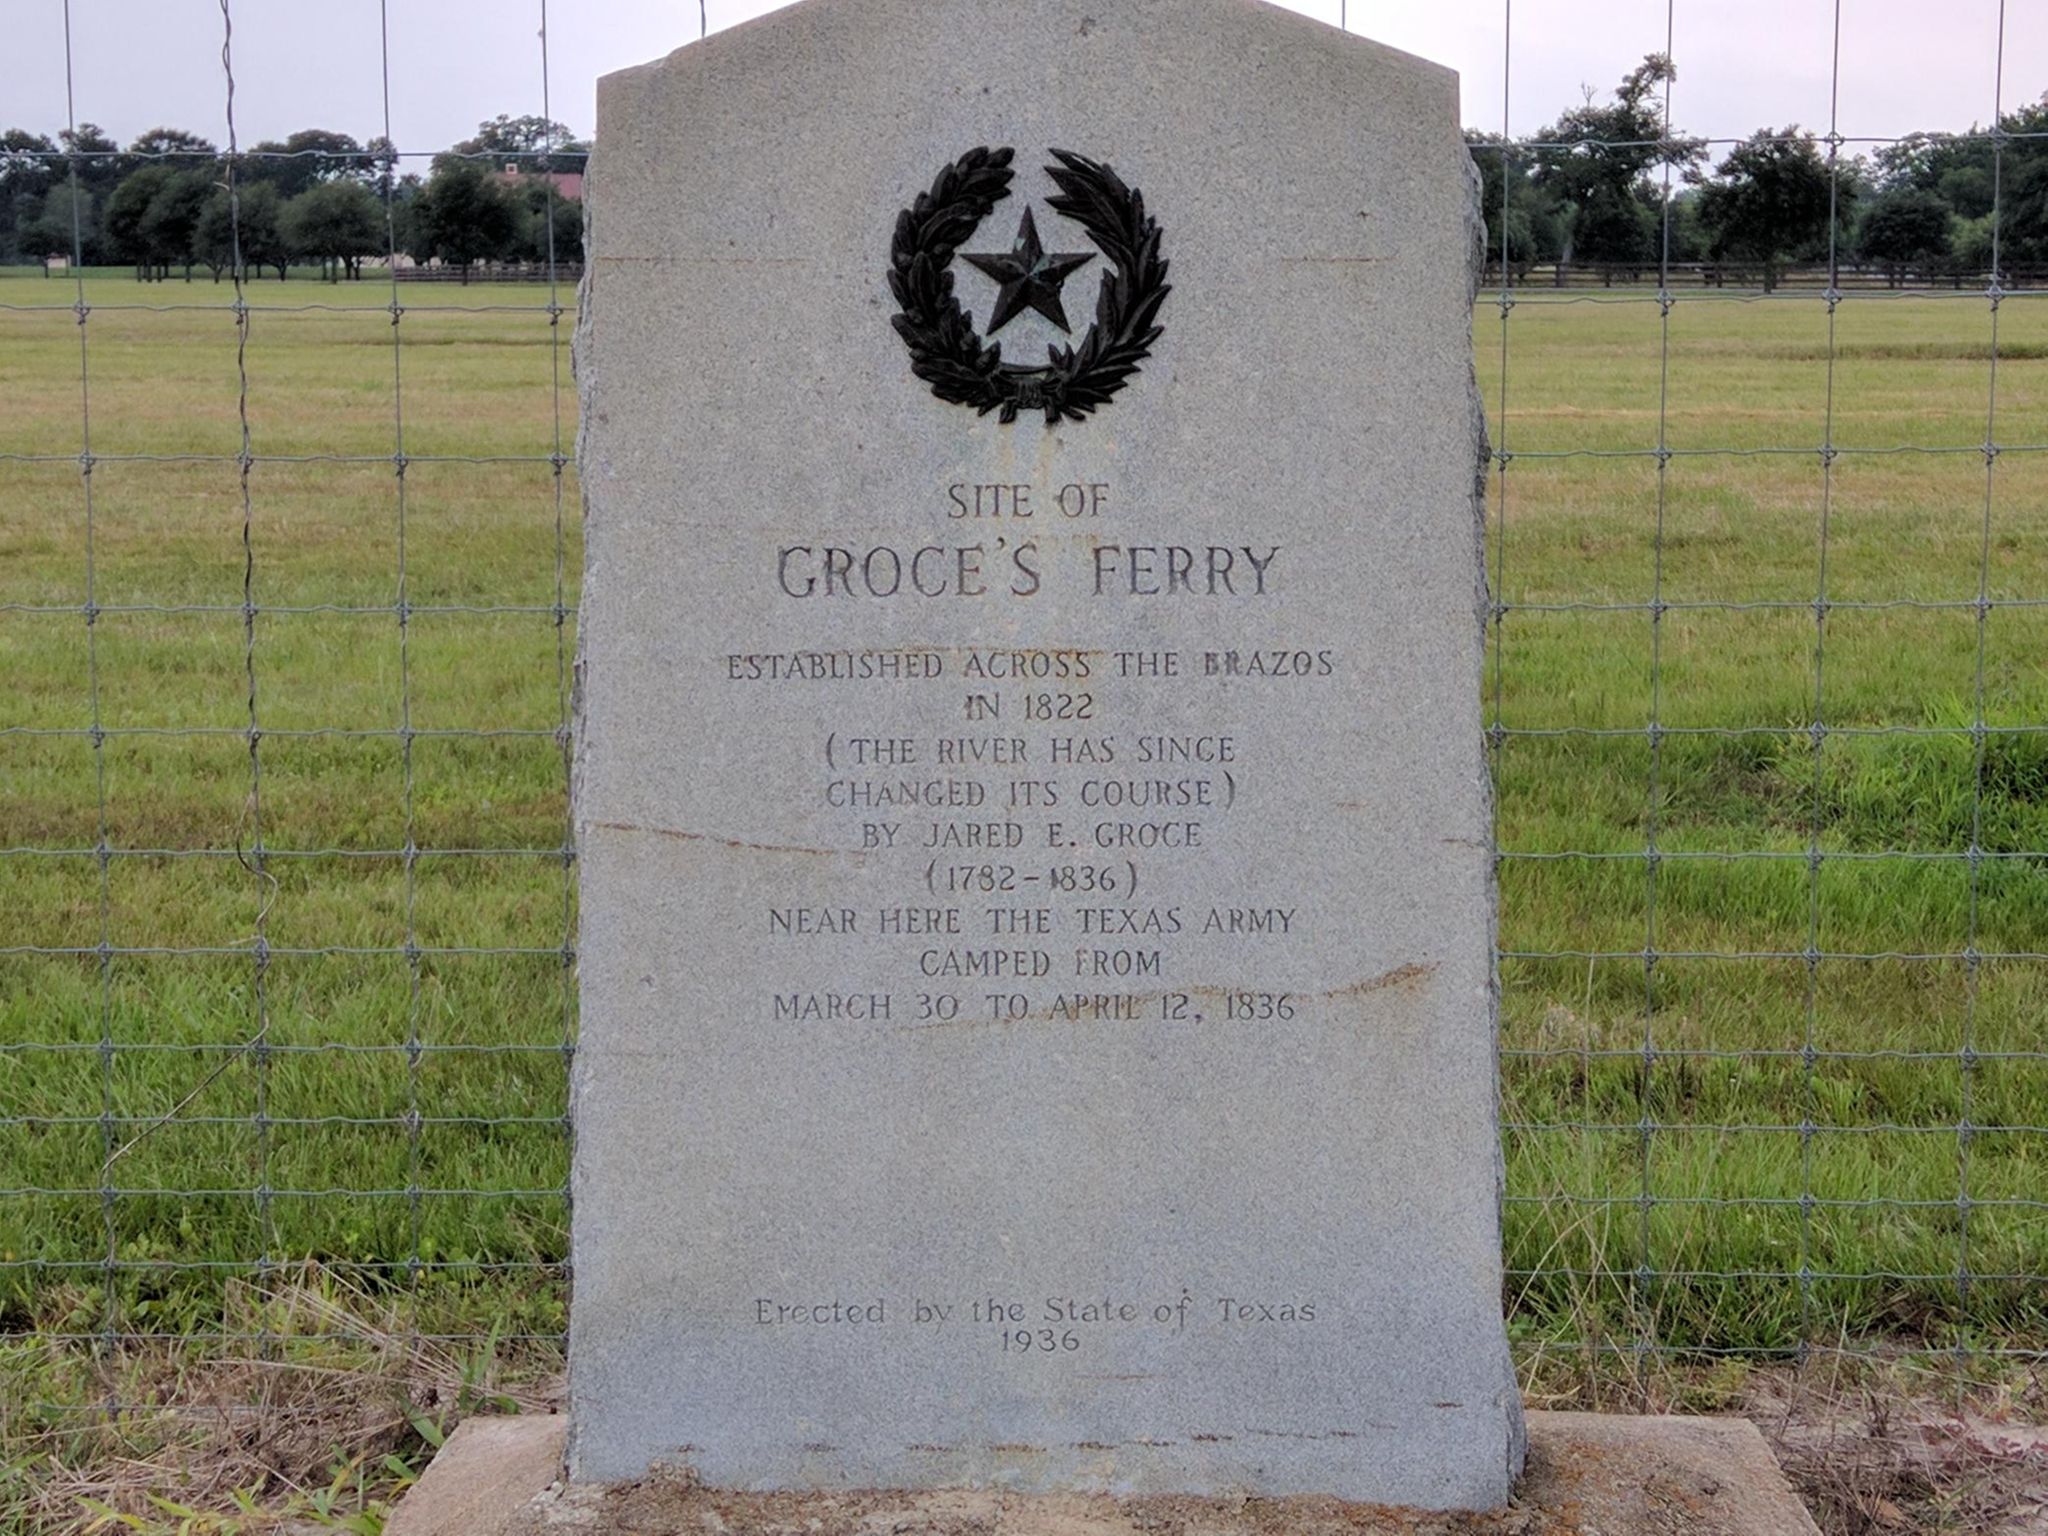 SITE OF
GROCE'S FERRY
ESTABLISHED ACROSS THE BRAZOS
IN 1822
(THE RIVER HAS SINCE
CHANGED ITS COURSE)
BY JARED E. GROCE
(1782-1836)
NEAR HERE THE TEXAS ARMY
CAMPED FROM
MARCH 30 TO APRIL 12, 1836
Erected by the State of Texas
1936